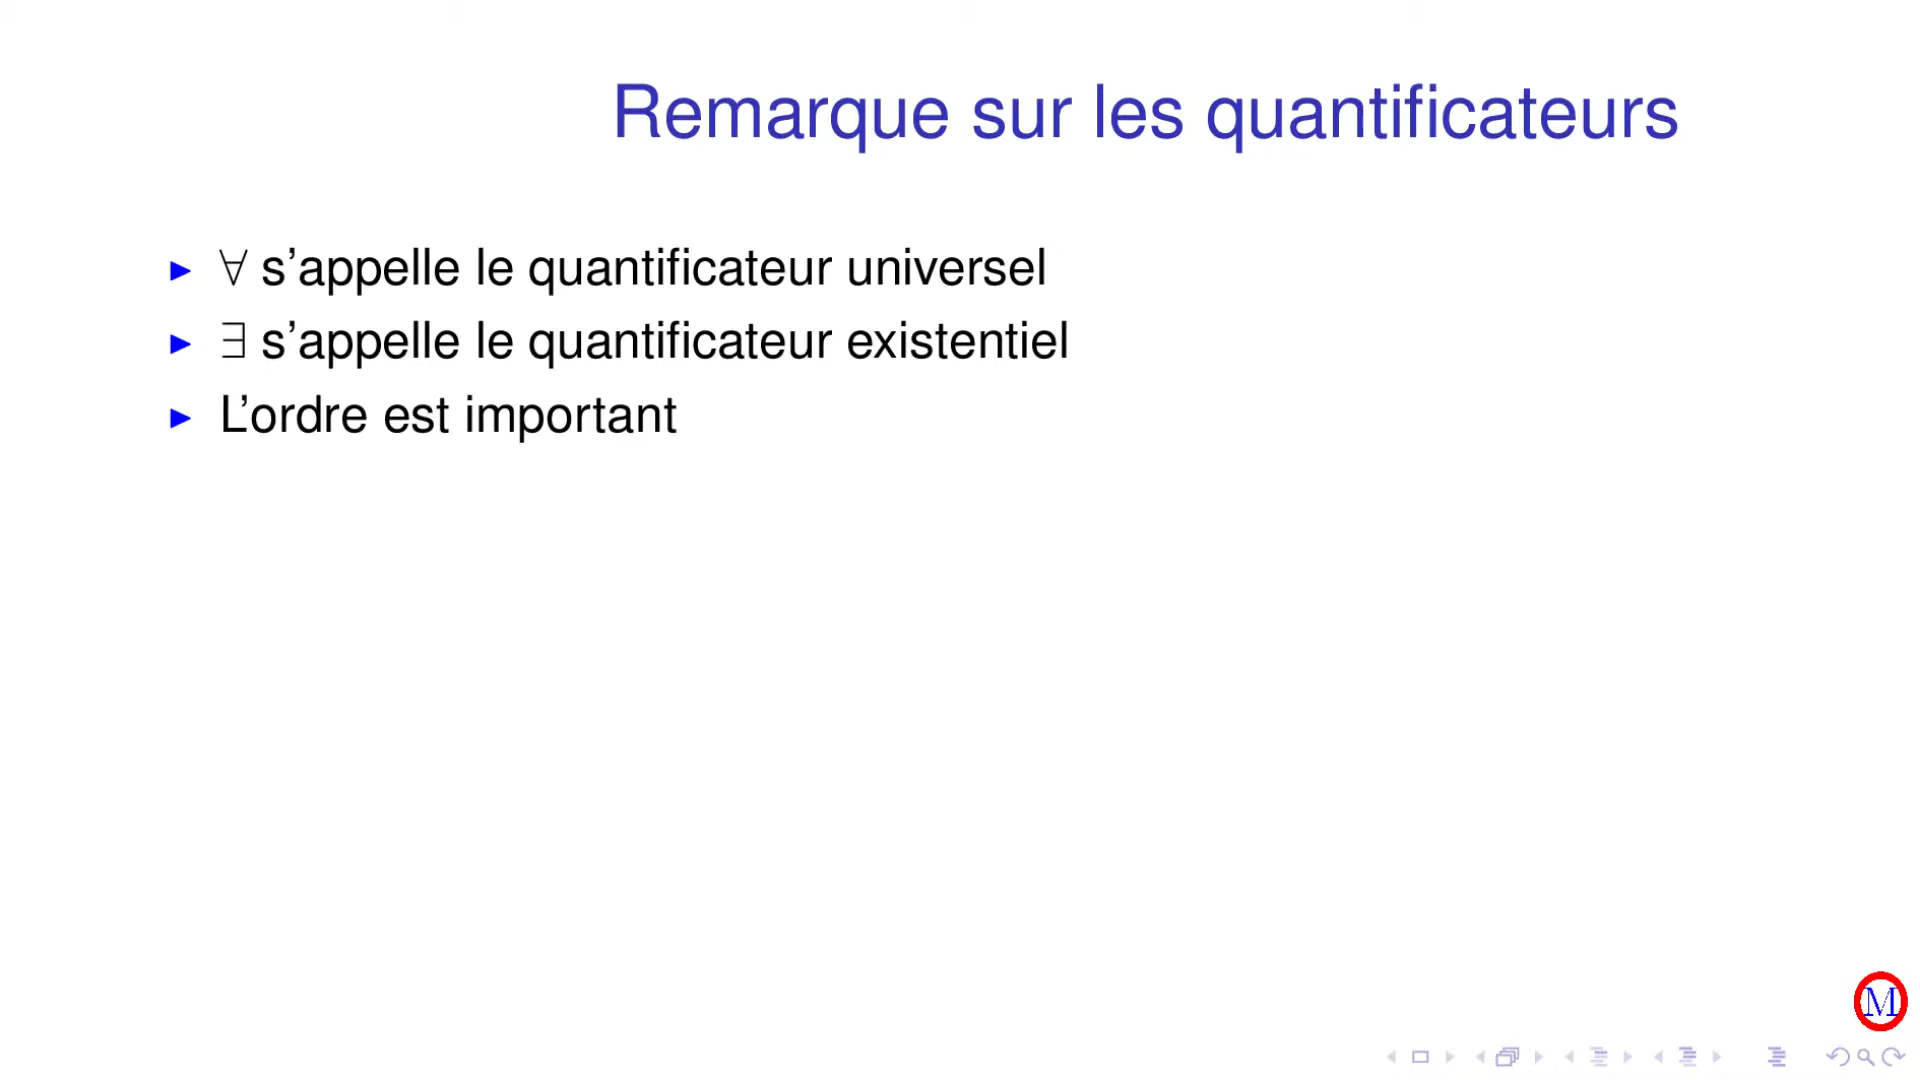 Remarque sur les quantificateurs
∀ s'appelle le quantificateur universel
∃ s'appelle le quantificateur existentiel
L'ordre est important
M